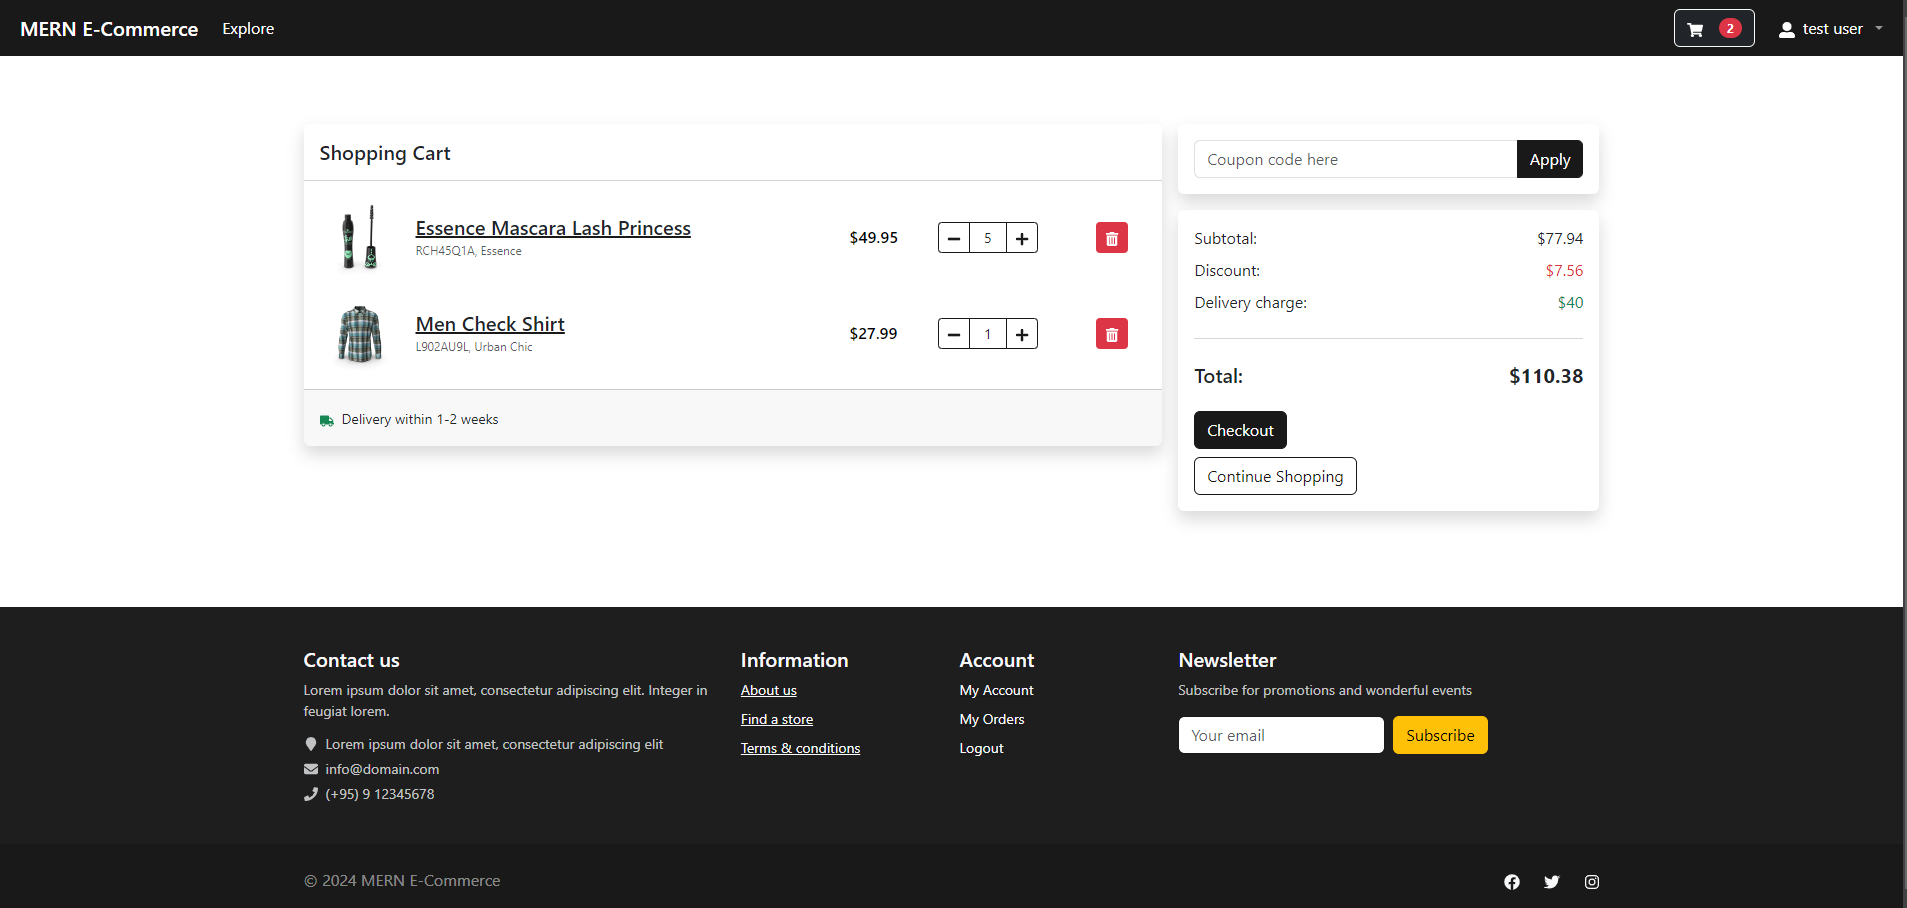 MERN E-Commerce
Explore
2
test user
Shopping Cart
Essence Mascara Lash Princess
RCH45Q1A, Essence
$49.95
5
Men Check Shirt
L902AU9L, Urban Chic
$27.99
1
Delivery within 1-2 weeks
Coupon code here
Apply
Subtotal: $77.94
Discount: $7.56
Delivery charge: $40
Total: $110.38
Checkout
Continue Shopping
Contact us
Lorem ipsum dolor sit amet, consectetur adipiscing elit. Integer in
feugiat lorem.
Lorem ipsum dolor sit amet, consectetur adipiscing elit
info@domain.com
(+95) 9 12345678
Information
About us
Find a store
Terms & conditions
Account
My Account
My Orders
Logout
Newsletter
Subscribe for promotions and wonderful events
Your email
Subscribe
© 2024 MERN E-Commerce